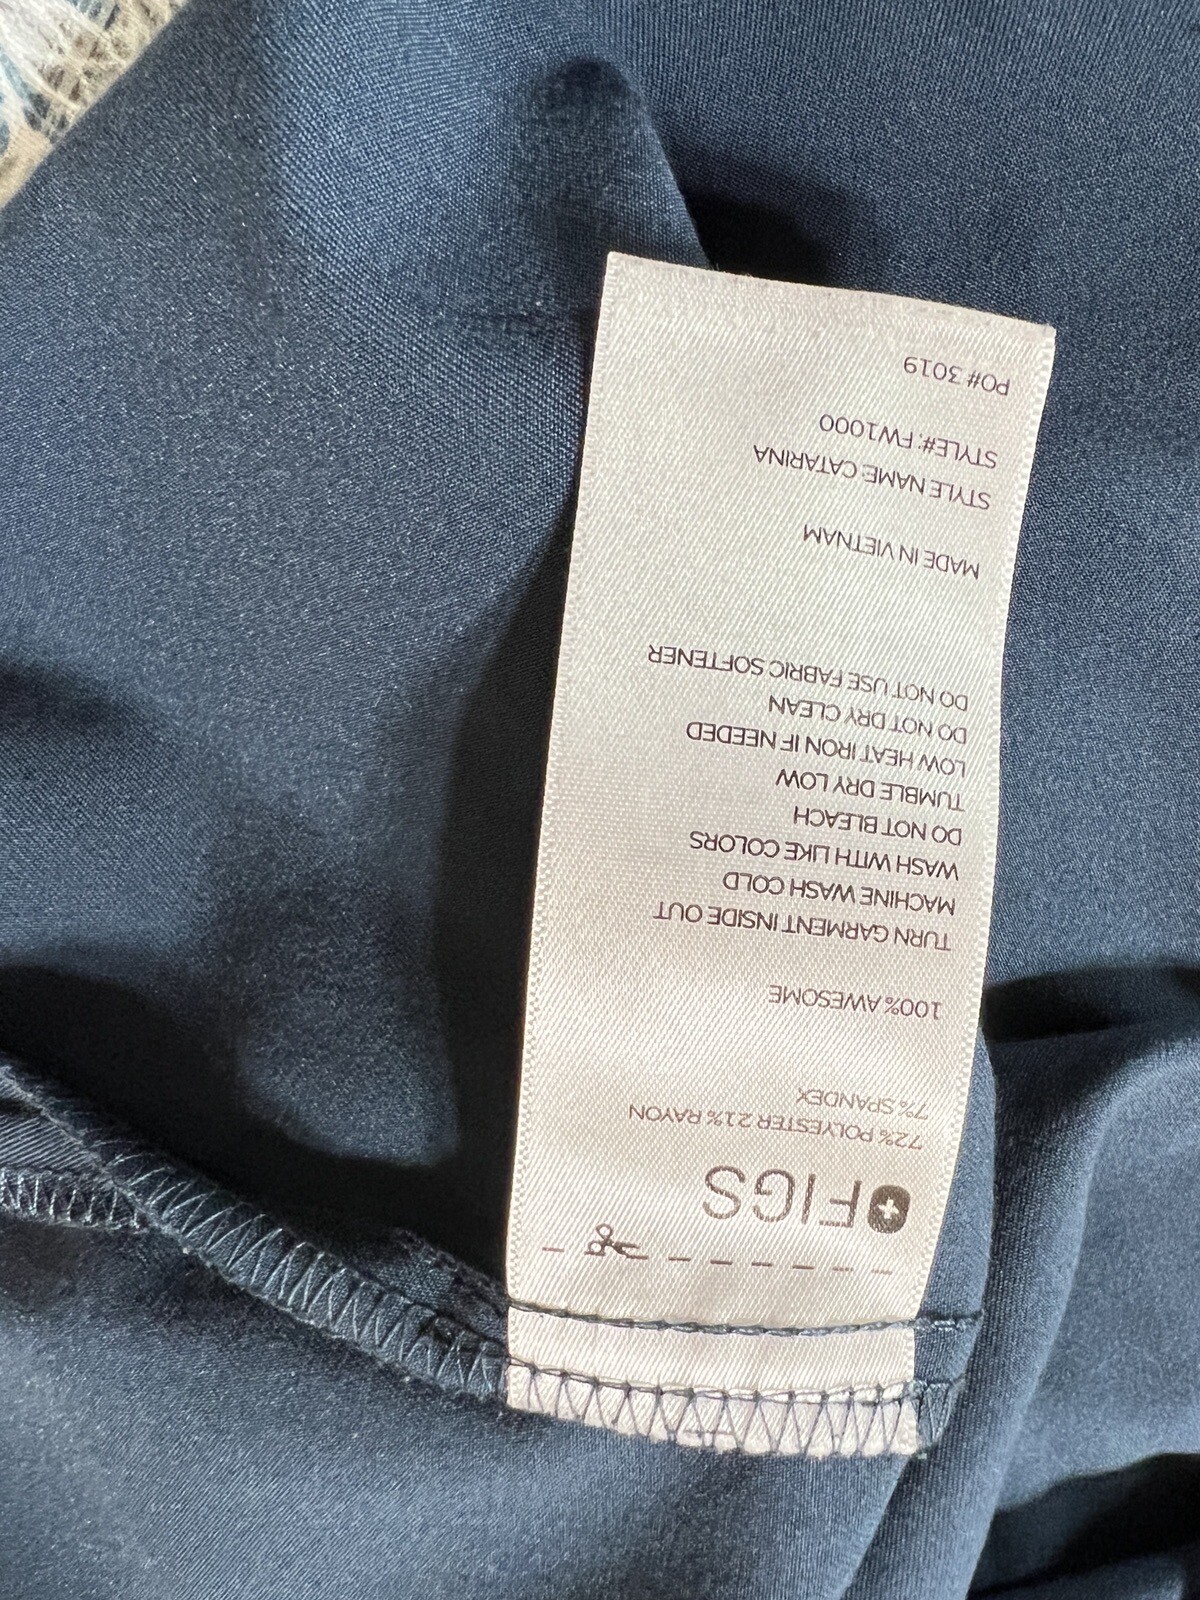 FIGS
72% POLYESTER 21% RAYON
7% SPANDEX
100% AWESOME
TURN GARMENT INSIDE OUT
MACHINE WASH COLD
WASH WITH LIKE COLORS
DO NOT BLEACH
TUMBLE DRY LOW
LOW HEAT IRON IF NEEDED
DO NOT DRY CLEAN
DO NOT USE FABRIC SOFTENER
MADE IN VIETNAM
STYLE NAME CATARINA
STYLE#: FW1000
PO# 3019